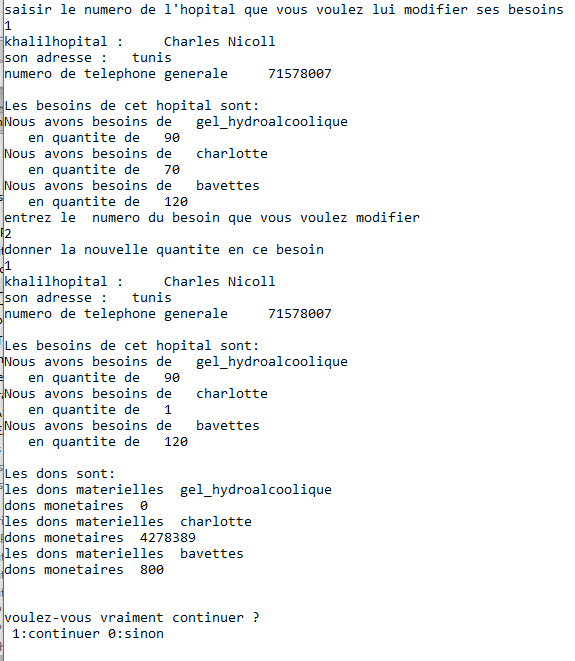 saisir le numero de l'hopital que vous voulez lui modifier ses besoins
1
khalilhopital :     Charles Nicoll
son adresse :   tunis
numero de telephone generale     71578007
Les besoins de cet hopital sont:
Nous avons besoins de   gel_hydroalcoolique
   en quantite de   90
Nous avons besoins de   charlotte
   en quantite de   70
Nous avons besoins de   bavettes
   en quantite de   120
entrez le  numero du besoin que vous voulez modifier
2
donner la nouvelle quantite en ce besoin
1
khalilhopital :     Charles Nicoll
son adresse :   tunis
numero de telephone generale     71578007
Les besoins de cet hopital sont:
Nous avons besoins de   gel_hydroalcoolique
   en quantite de   90
Nous avons besoins de   charlotte
   en quantite de   1
Nous avons besoins de   bavettes
   en quantite de   120
Les dons sont:
les dons materielles  gel_hydroalcoolique
dons monetaires  0
les dons materielles  charlotte
dons monetaires  4278389
les dons materielles  bavettes
dons monetaires  800
voulez-vous vraiment continuer ?
 1:continuer 0:sinon